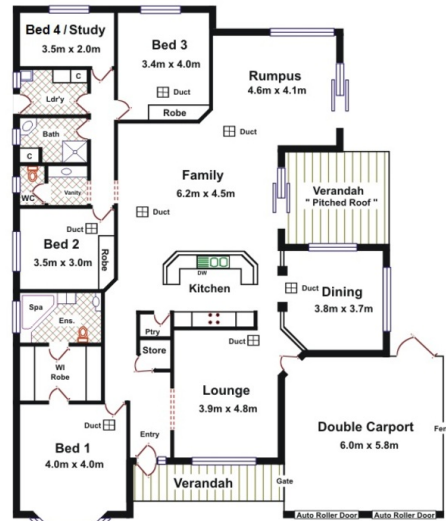 Bed 4 / Study
3.5m x 2.0m
Bed 3
3.4m x 4.0m
Duct
Robe
Rumpus
4.6m x 4.1m
C
Ldr'y
Duct
Bath
C
WC
Vanity
Family
6.2m x 4.5m
Duct
Verandah
" Pitched Roof "
Duct
Bed 2
3.5m x 3.0m
Robe
DW
Kitchen
Duct
Dining
3.8m x 3.7m
Spa
Ens.
Ptry
Store
Duct
WI
Robe
Lounge
3.9m x 4.8m
Duct
Bed 1
4.0m x 4.0m
Entry
Double Carport
6.0m x 5.8m
Fer
Verandah
Gate
Auto Roller Door
Auto Roller Door